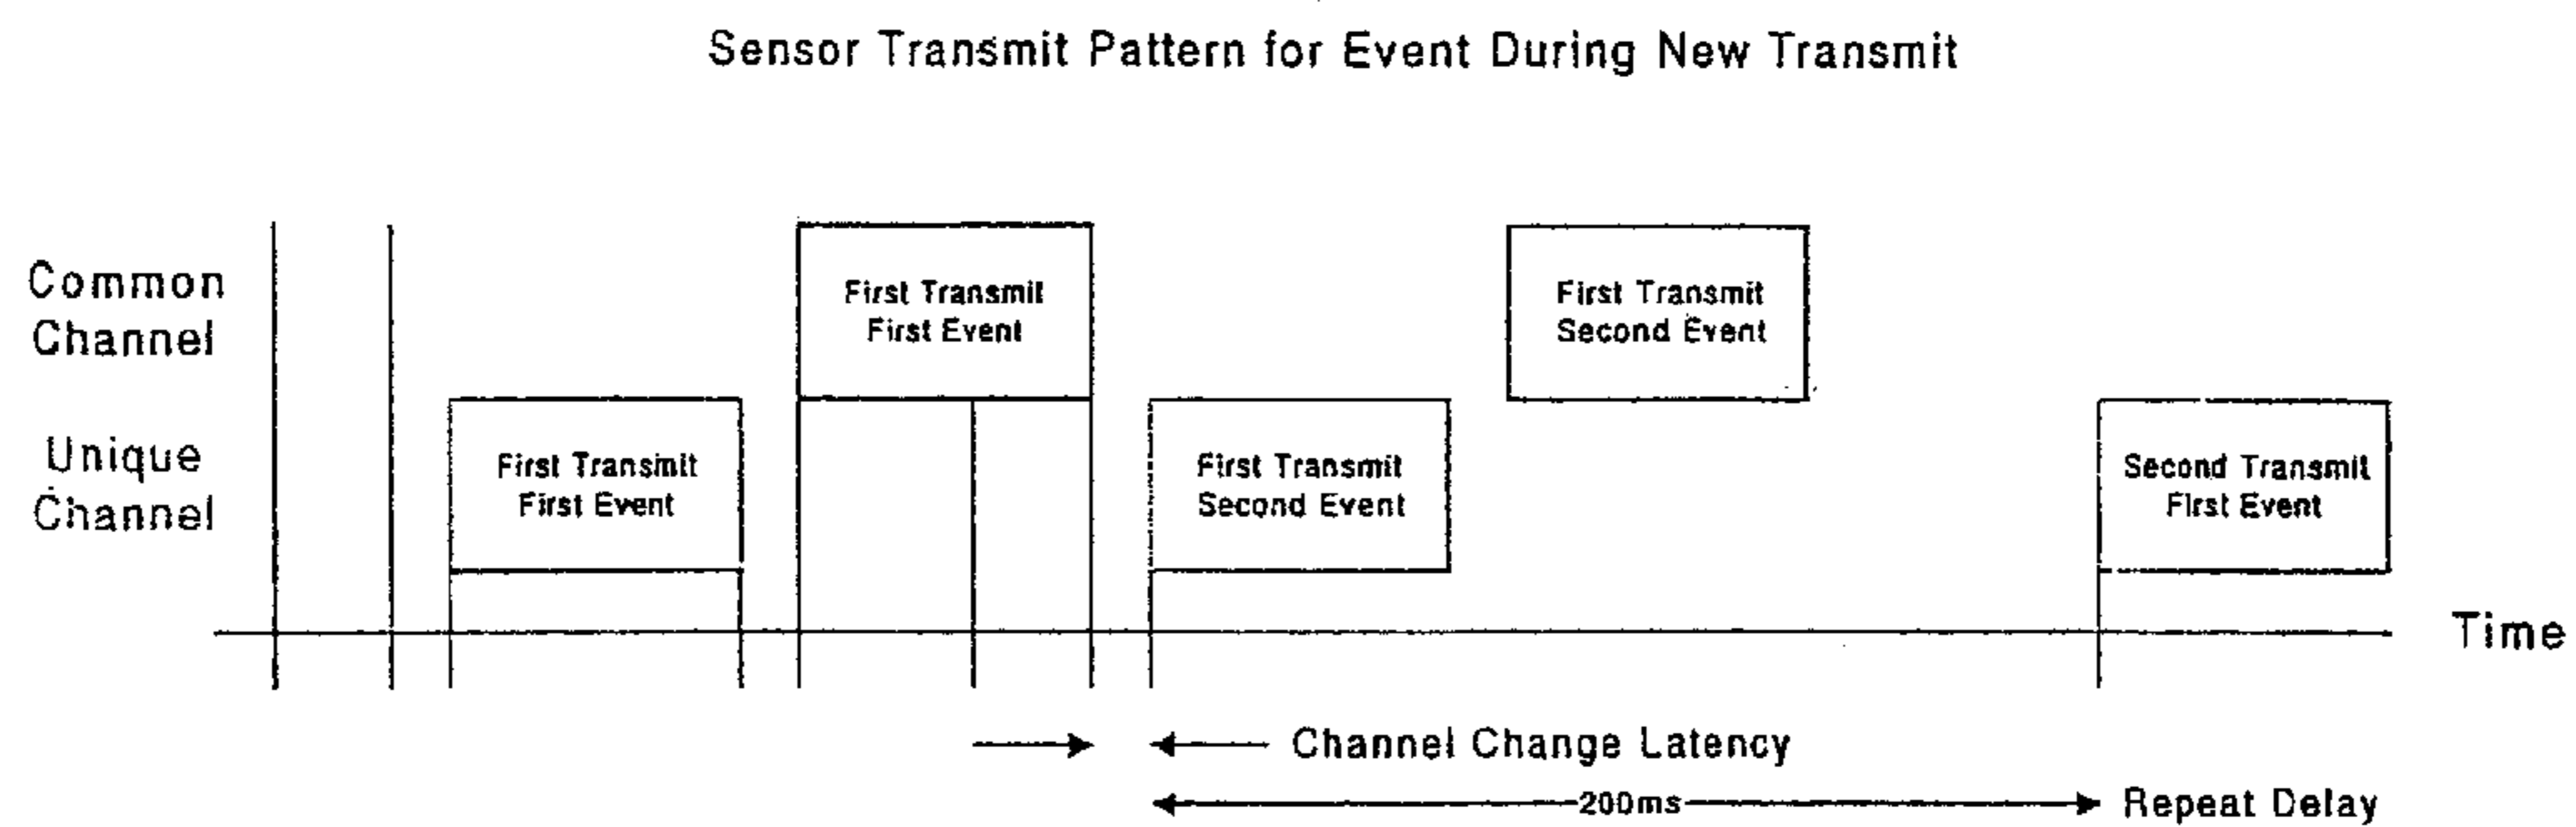 Sensor Transmit Pattern for Event During New Transmit
Common
Channel
First Transmit
First Event
First Transmit
Second Event
Unique
Channel
First Transmit
First Event
First Transmit
Second Event
Second Transmit
First Event
Time
Channel Change Latency
200ms
Repeat Delay